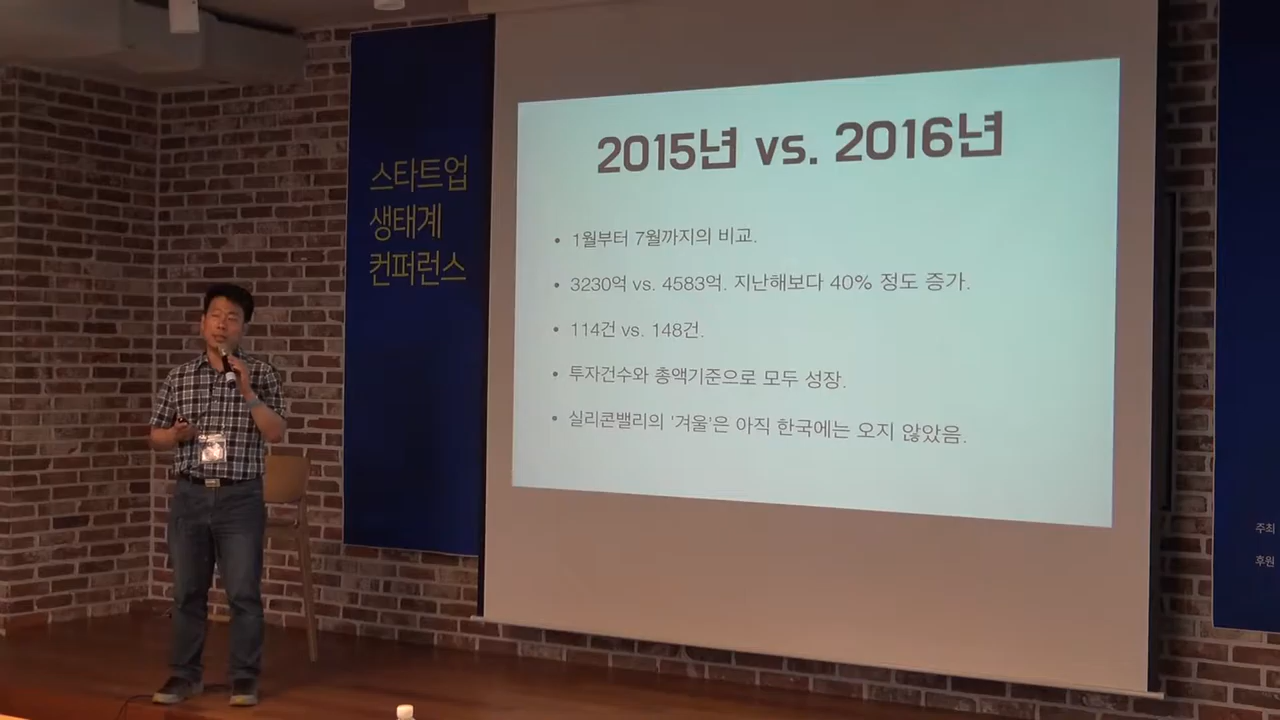 스타트업
생태계
컨퍼런스
2015년 vs. 2016년
• 1월부터 7월까지의 비교.
• 3230억 vs. 4583억. 지난해보다 40% 정도 증가.
• 114건 vs. 148건.
• 투자건수와 총액기준으로 모두 성장.
• 실리콘밸리의 '겨울'은 아직 한국에는 오지 않았음.
주최
후원